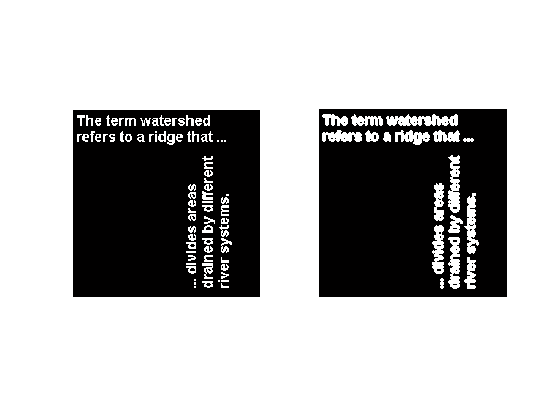 The term watershed
refers to a ridge that ...
... divides areas
drained by different
river systems.
The term watershed
refers to a ridge that ...
... divides areas
drained by different
river systems.